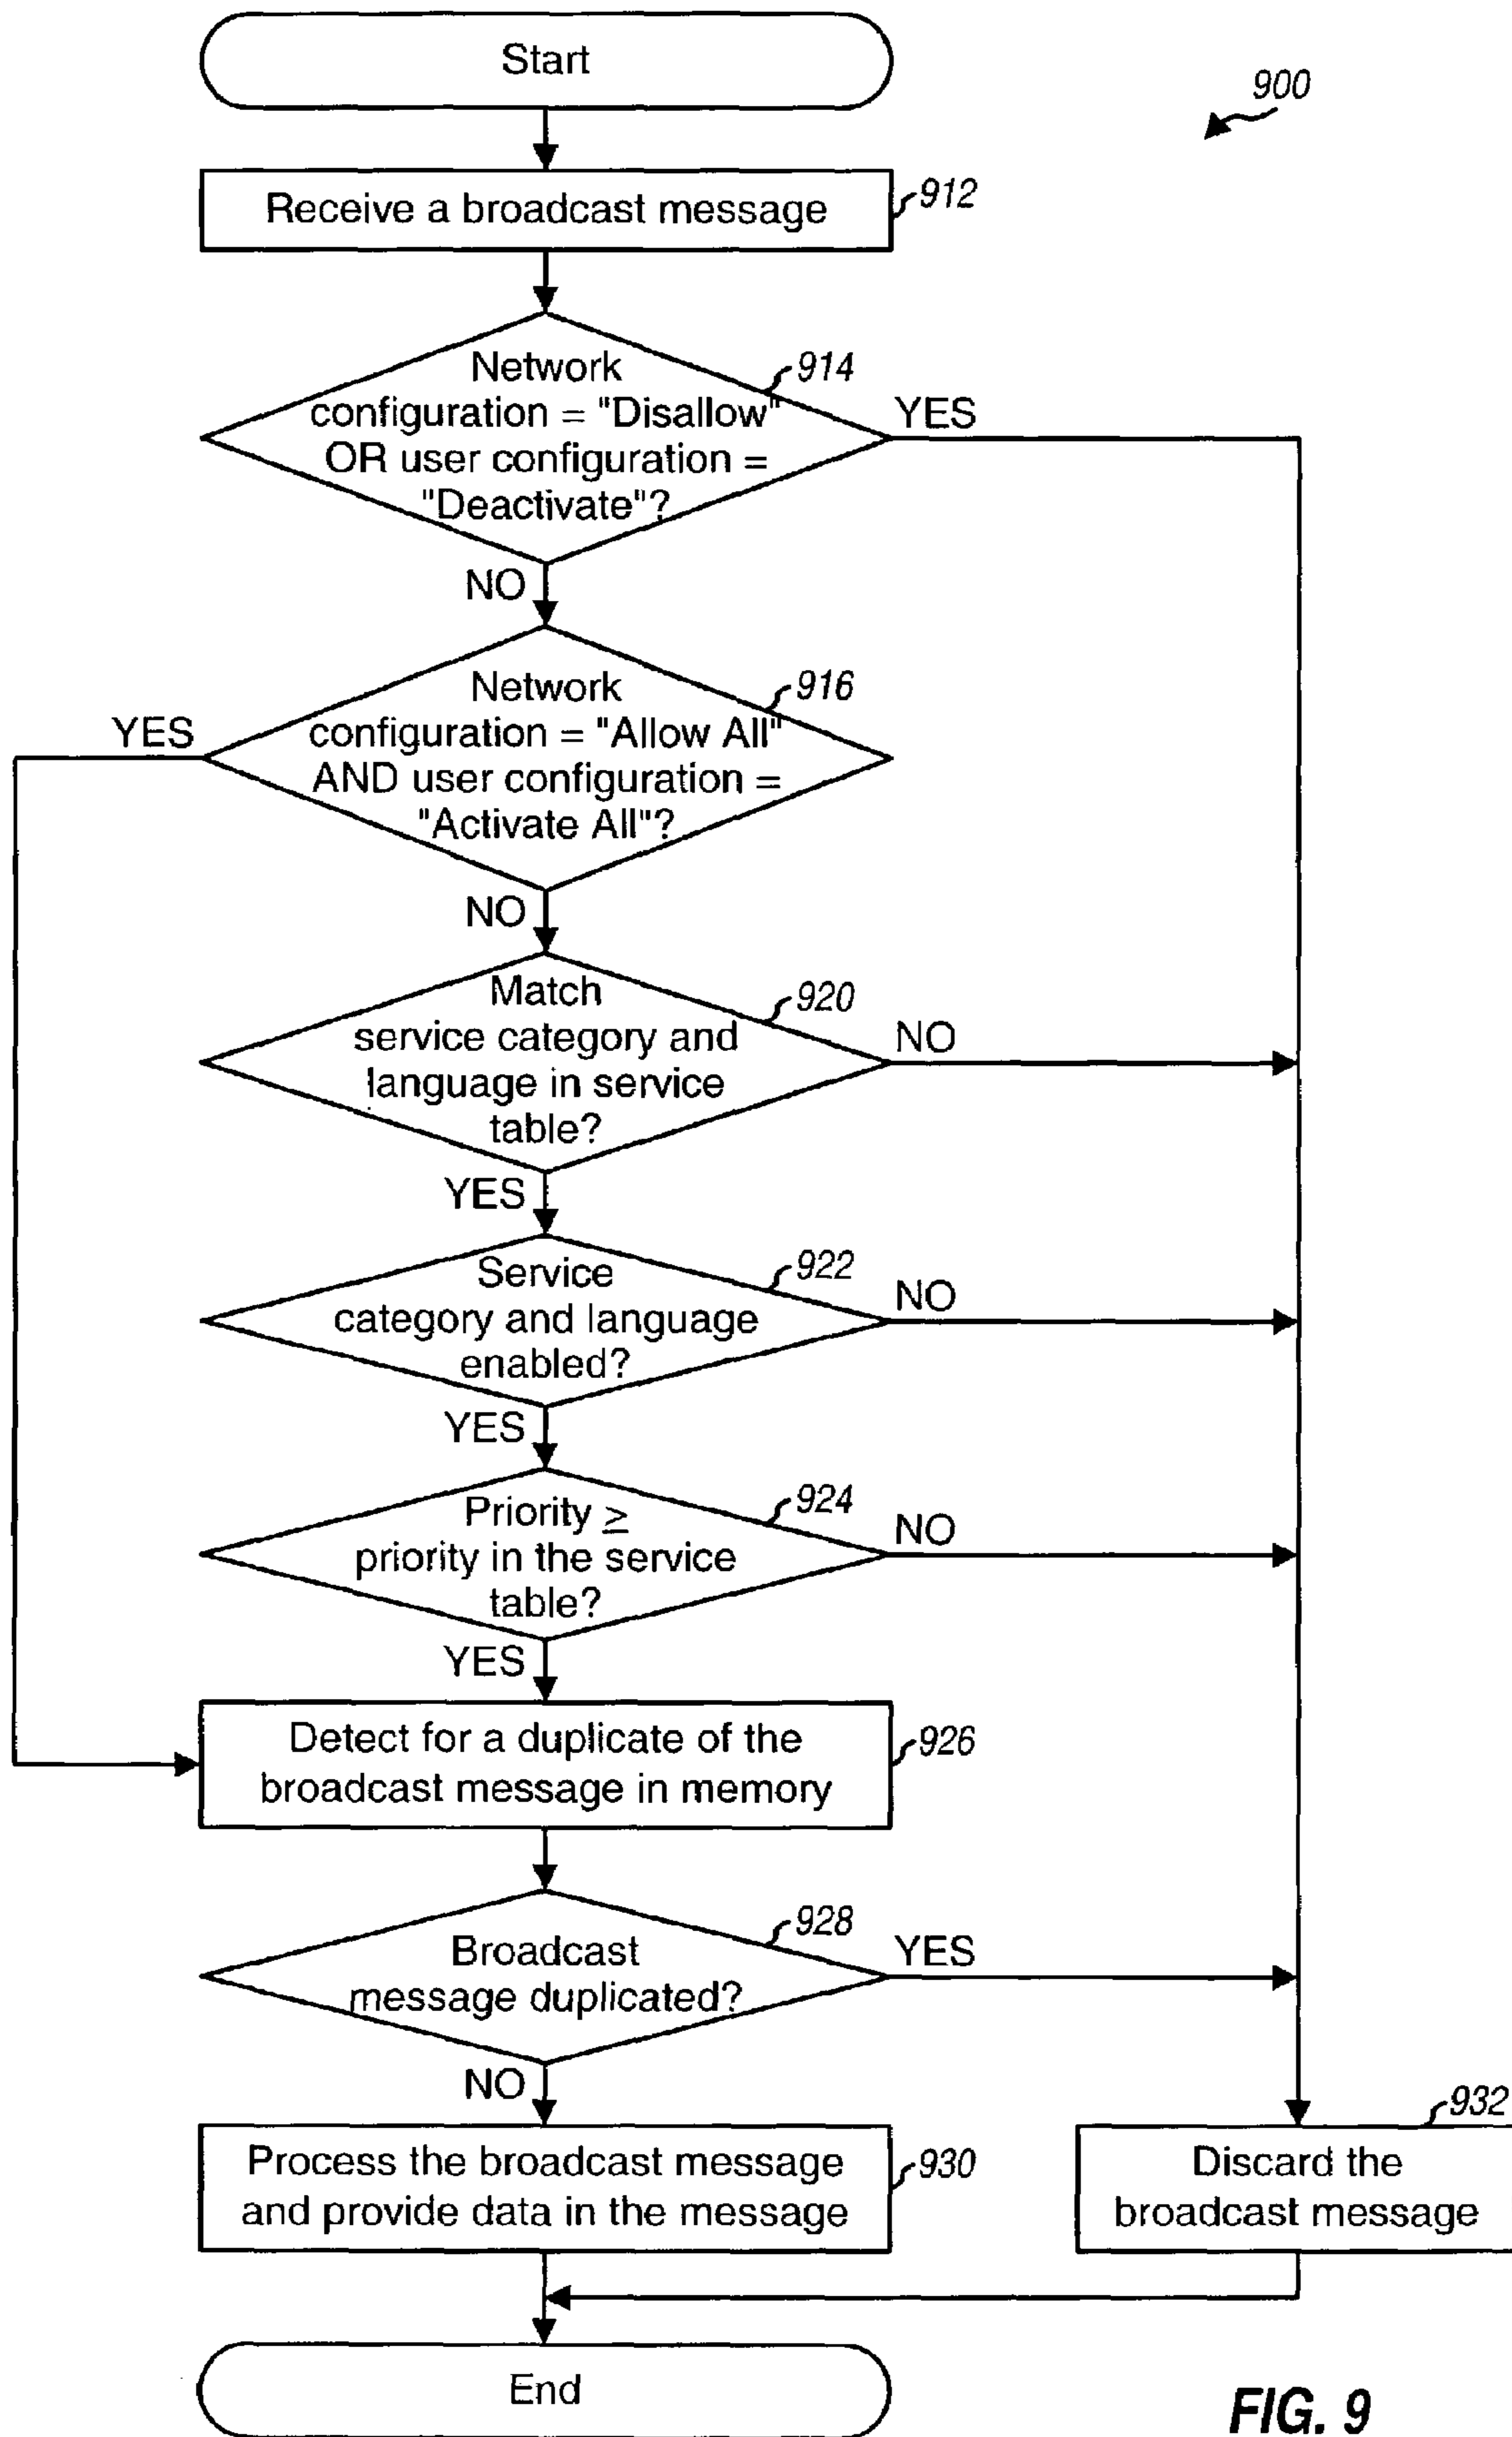 Start
900
Receive a broadcast message
912
Network
configuration = "Disallow"
OR user configuration =
"Deactivate"?
914
YES
NO
Network
configuration = "Allow All"
AND user configuration =
"Activate All"?
916
YES
NO
Match
service category and
language in service
table?
920
NO
YES
Service
category and language
enabled?
922
NO
YES
Priority ≥
priority in the service
table?
924
NO
YES
Detect for a duplicate of the
broadcast message in memory
926
Broadcast
message duplicated?
928
YES
NO
Process the broadcast message
and provide data in the message
930
Discard the
broadcast message
932
End
FIG. 9